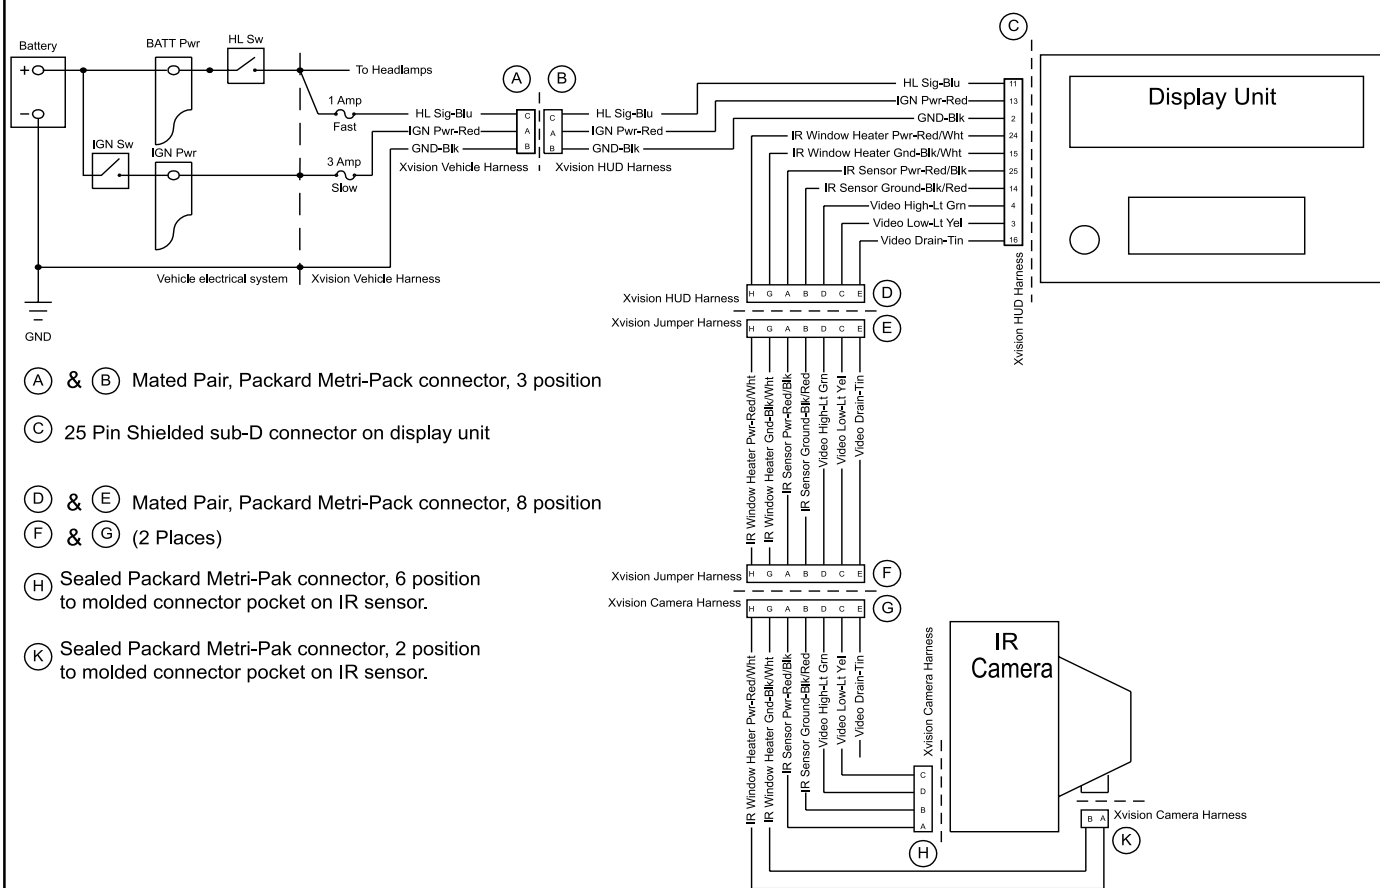 C
Battery
BATT Pwr
HL Sw
To Headlamps
A
B
1 Amp
Fast
HL Sig-Blu
IGN Pwr-Red
GND-Blk
C
A
B
C
A
B
HL Sig-Blu
IGN Pwr-Red
GND-Blk
Xvision Vehicle Harness
Xvision HUD Harness
IGN Sw
IGN Pwr
3 Amp
Slow
Vehicle electrical system
Xvision Vehicle Harness
GND
HL Sig-Blu 11
IGN Pwr-Red 13
GND-Blk 2
IR Window Heater Pwr-Red/Wht 24
IR Window Heater Gnd-Blk/Wht 15
IR Sensor Pwr-Red/Blk 25
IR Sensor Ground-Blk/Red 14
Video High-Lt Grn 4
Video Low-Lt Yel 3
Video Drain-Tin 16
Display Unit
Xvision HUD Harness
Xvision HUD Harness H G A B D C E D
Xvision Jumper Harness H G A B D C E E
IR Window Heater Pwr-Red/Wht
IR Window Heater Gnd-Blk/Wht
IR Sensor Pwr-Red/Blk
IR Sensor Ground-Blk/Red
Video High-Lt Grn
Video Low-Lt Yel
Video Drain-Tin
A & B Mated Pair, Packard Metri-Pack connector, 3 position
C 25 Pin Shielded sub-D connector on display unit
D & E Mated Pair, Packard Metri-Pack connector, 8 position
F & G (2 Places)
H Sealed Packard Metri-Pak connector, 6 position
to molded connector pocket on IR sensor.
K Sealed Packard Metri-Pak connector, 2 position
to molded connector pocket on IR sensor.
Xvision Jumper Harness H G A B D C E F
Xvision Camera Harness H G A B D C E G
IR Window Heater Pwr-Red/Wht
IR Window Heater Gnd-Blk/Wht
IR Sensor Pwr-Red/Blk
IR Sensor Ground-Blk/Red
Video High-Lt Grn
Video Low-Lt Yel
Video Drain-Tin
Xvision Camera Harness
IR
Camera
C
D
B
A
H
B A
Xvision Camera Harness
K